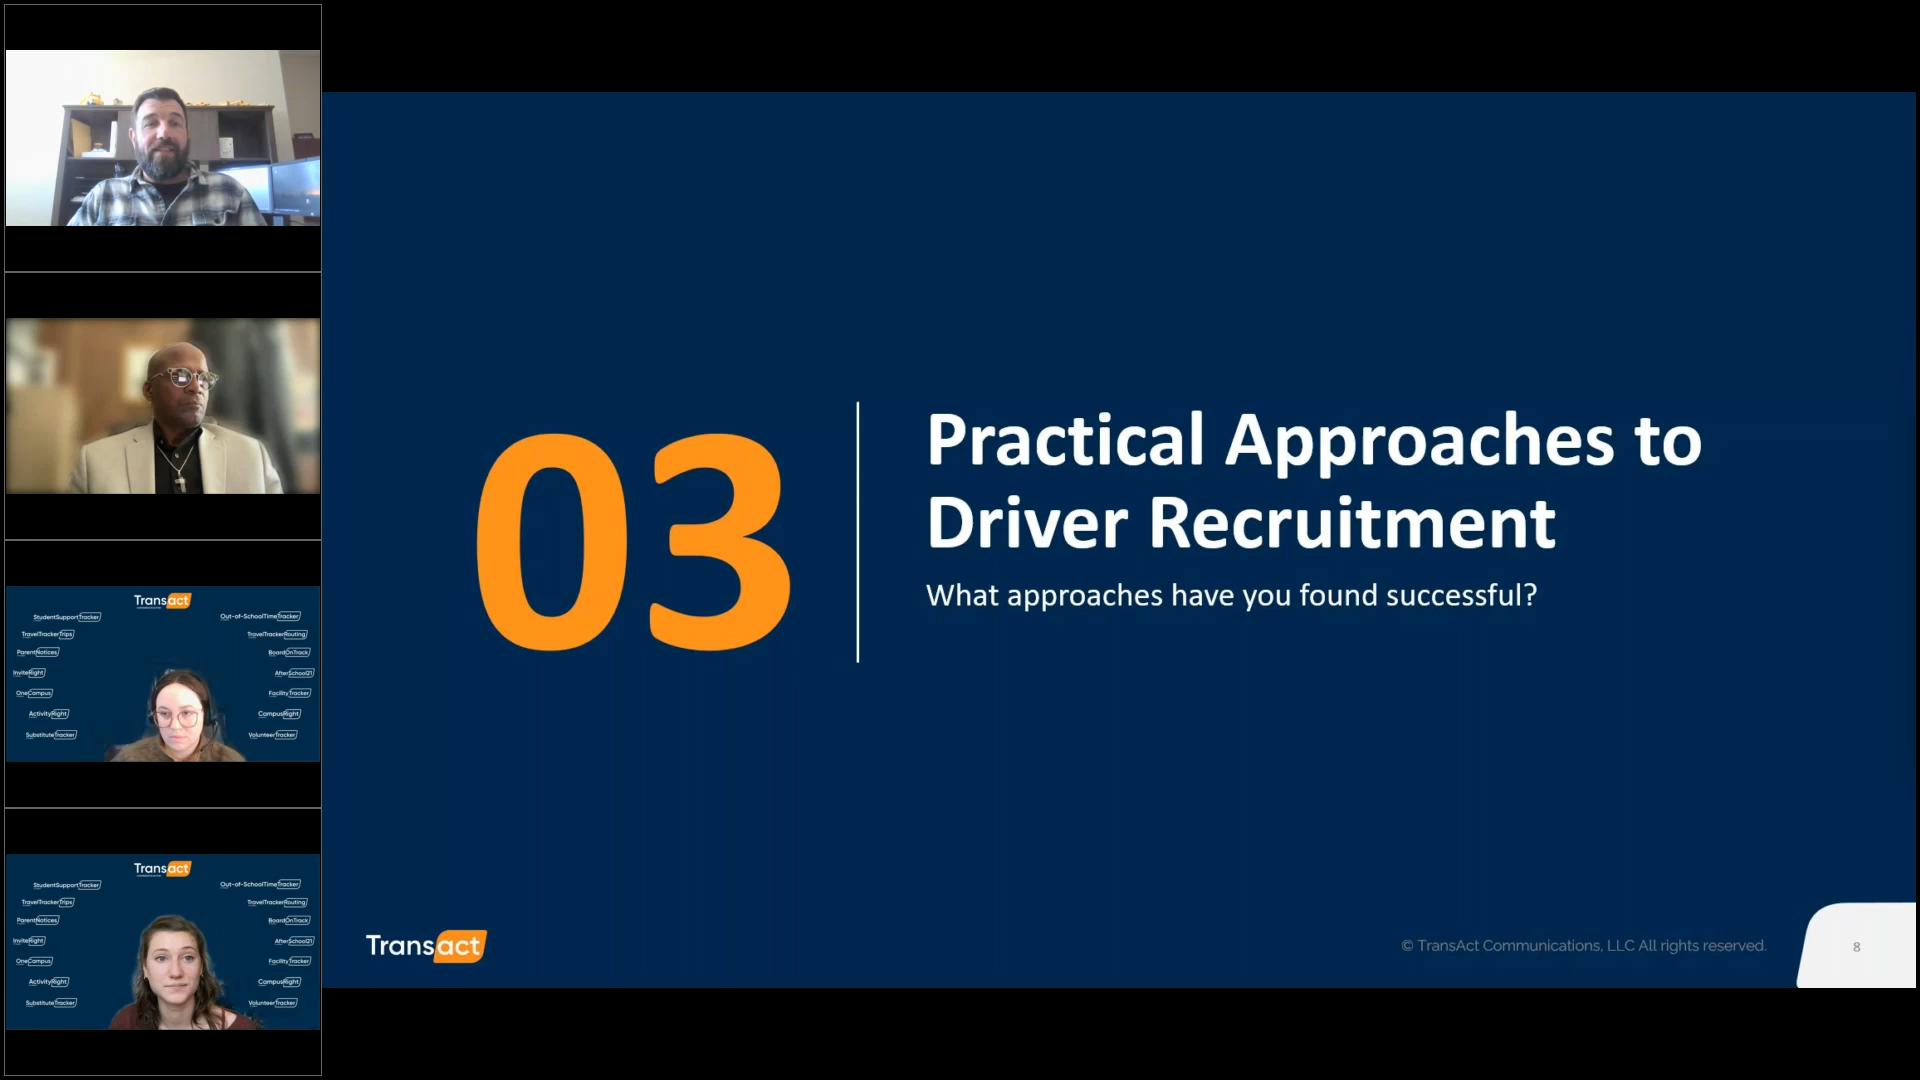 03
Practical Approaches to
Driver Recruitment
What approaches have you found successful?
Transact
© TransAct Communications, LLC All rights reserved.
8
Transact
StudentSupportTracker
Out-of-SchoolTimeTracker
TravelTrackerTrips
TravelTrackerRouting
ParentNotices
BoardOnTrack
InviteRight
AfterSchool21
OneCampus
FacilityTracker
ActivityRight
CampusRight
SubstituteTracker
VolunteerTracker
Transact
StudentSupportTracker
Out-of-SchoolTimeTracker
TravelTrackerTrips
TravelTrackerRouting
ParentNotices
BoardOnTrack
InviteRight
AfterSchool21
OneCampus
FacilityTracker
ActivityRight
CampusRight
SubstituteTracker
VolunteerTracker